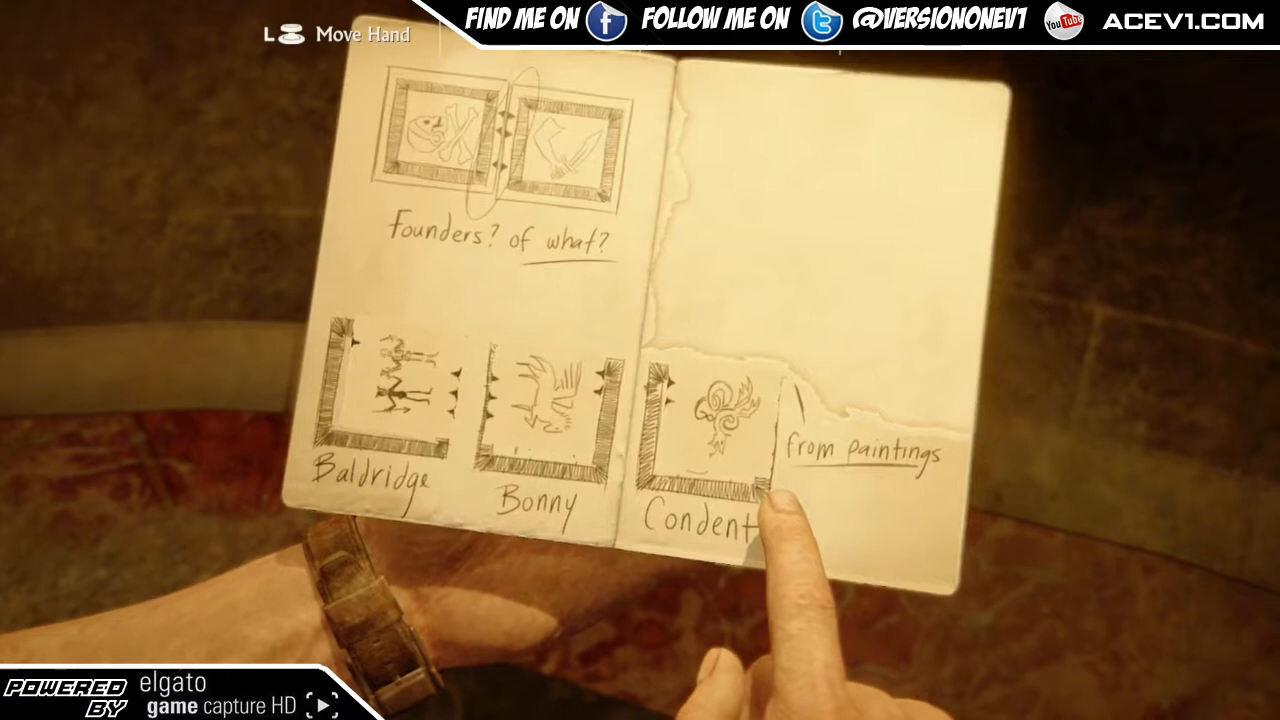 FIND ME ON f FOLLOW ME ON @VERSIONONEV1 YouTube ACEV1.COM
L Move Hand
Founders? of what?
Baldridge
Bonny
Condent
from paintings
POWERED BY
elgato
game capture HD